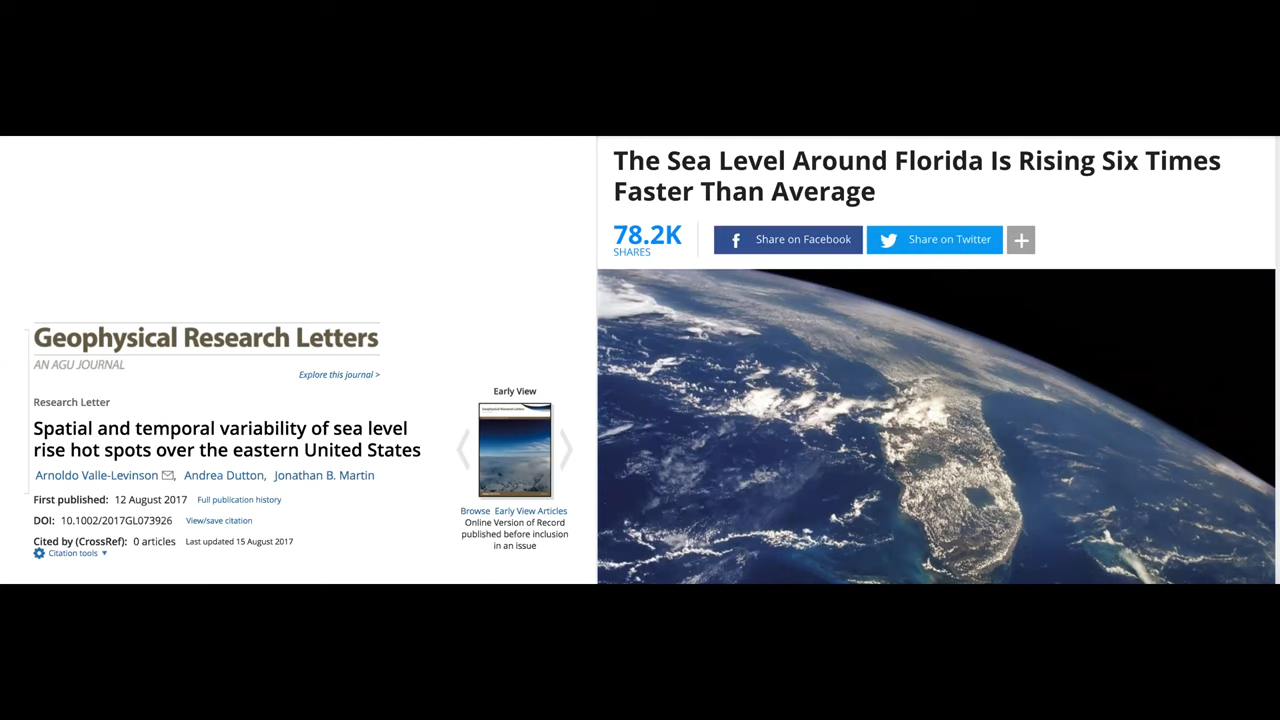 Geophysical Research Letters
AN AGU JOURNAL
Explore this journal >
Research Letter
Spatial and temporal variability of sea level
rise hot spots over the eastern United States
Arnoldo Valle-Levinson, Andrea Dutton, Jonathan B. Martin
First published: 12 August 2017 Full publication history
DOI: 10.1002/2017GL073926 View/save citation
Cited by (CrossRef): 0 articles Last updated 15 August 2017
Citation tools
Early View
Geophysical Research Letters
Browse Early View Articles
Online Version of Record
published before inclusion
in an issue
The Sea Level Around Florida Is Rising Six Times
Faster Than Average
78.2K
SHARES
Share on Facebook
Share on Twitter